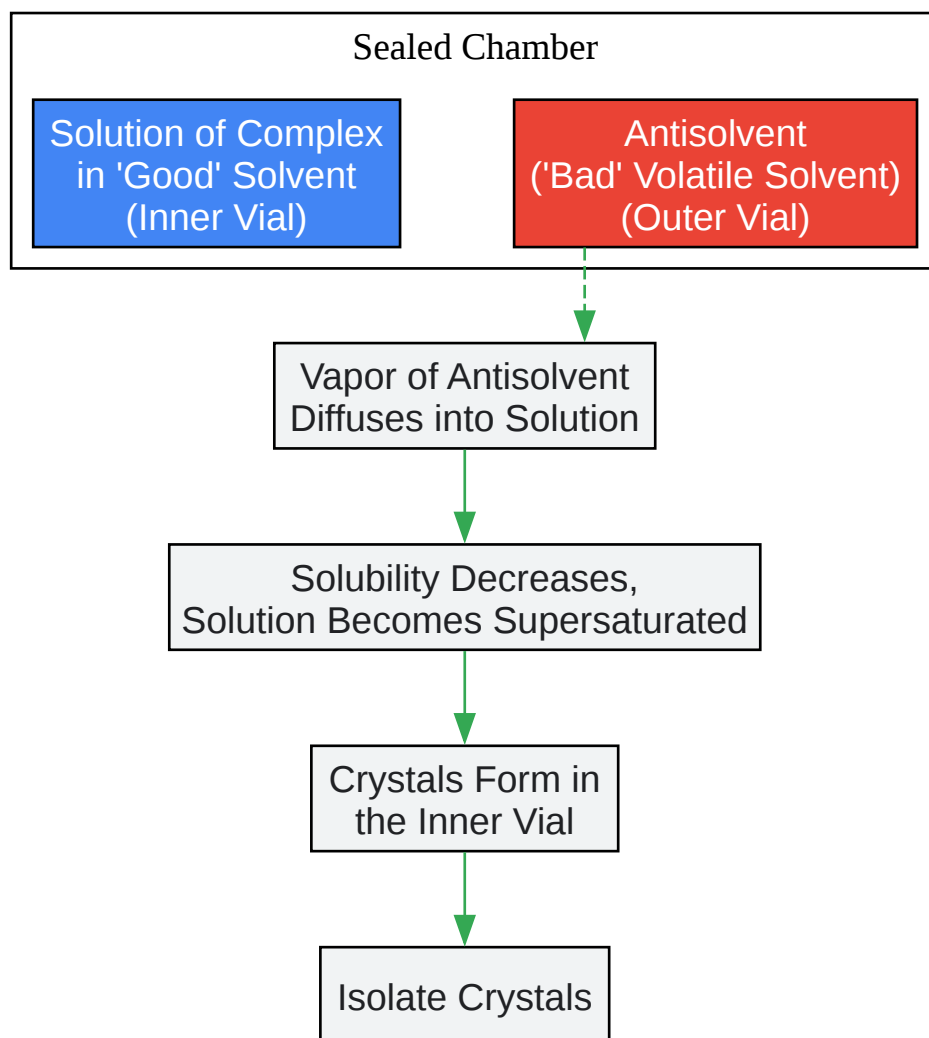 Sealed Chamber
Solution of Complex
in 'Good' Solvent
(Inner Vial)
Antisolvent
('Bad' Volatile Solvent)
(Outer Vial)
Vapor of Antisolvent
Diffuses into Solution
Solubility Decreases,
Solution Becomes Supersaturated
Crystals Form in
the Inner Vial
Isolate Crystals